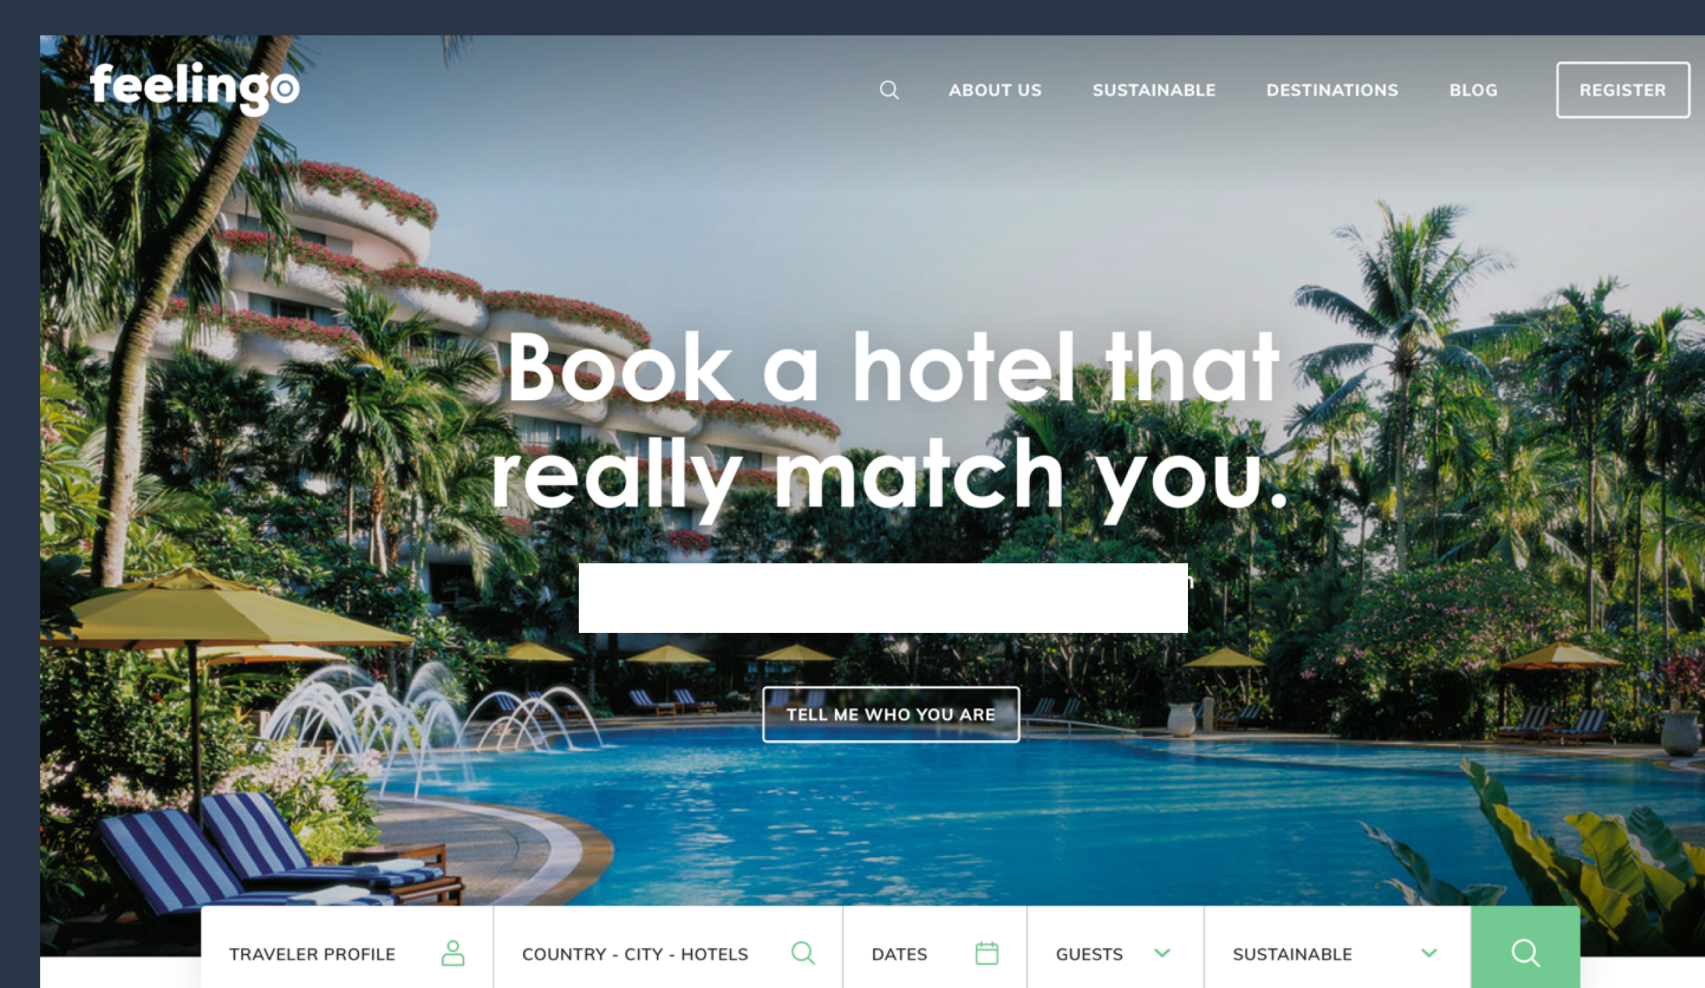 feelingo
ABOUT US SUSTAINABLE DESTINATIONS BLOG REGISTER
Book a hotel that
really match you.
TELL ME WHO YOU ARE
TRAVELER PROFILE COUNTRY - CITY - HOTELS DATES GUESTS SUSTAINABLE